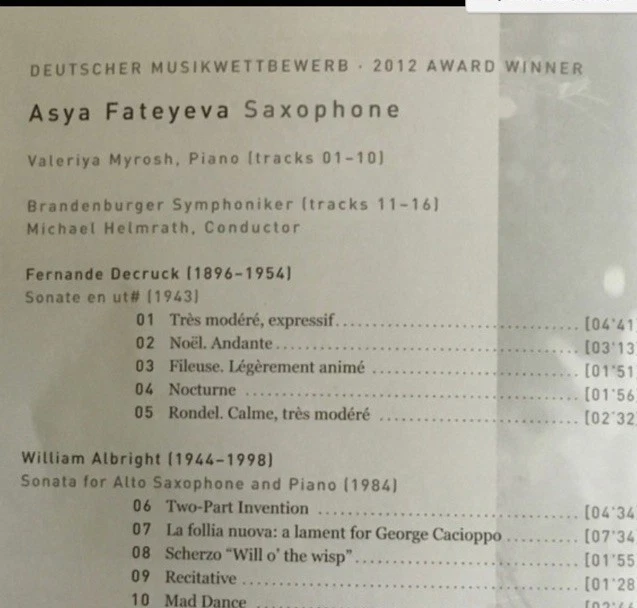 DEUTSCHER MUSIKWETTBEWERB · 2012 AWARD WINNER
Asya Fateyeva Saxophone
Valeriya Myrosh, Piano (tracks 01–10)
Brandenburger Symphoniker (tracks 11–16)
Michael Helmrath, Conductor
Fernande Decruck (1896–1954)
Sonate en ut# (1943)
01 Très modéré, expressif [04'41
02 Noël. Andante [03'13
03 Fileuse. Légèrement animé [01'51
04 Nocturne [01'56
05 Rondel. Calme, très modéré [02'32
William Albright (1944–1998)
Sonata for Alto Saxophone and Piano (1984)
06 Two-Part Invention [04'34
07 La follia nuova: a lament for George Cacioppo [07'34
08 Scherzo “Will o' the wisp” [01'55
09 Recitative [01'28
10 Mad Dance